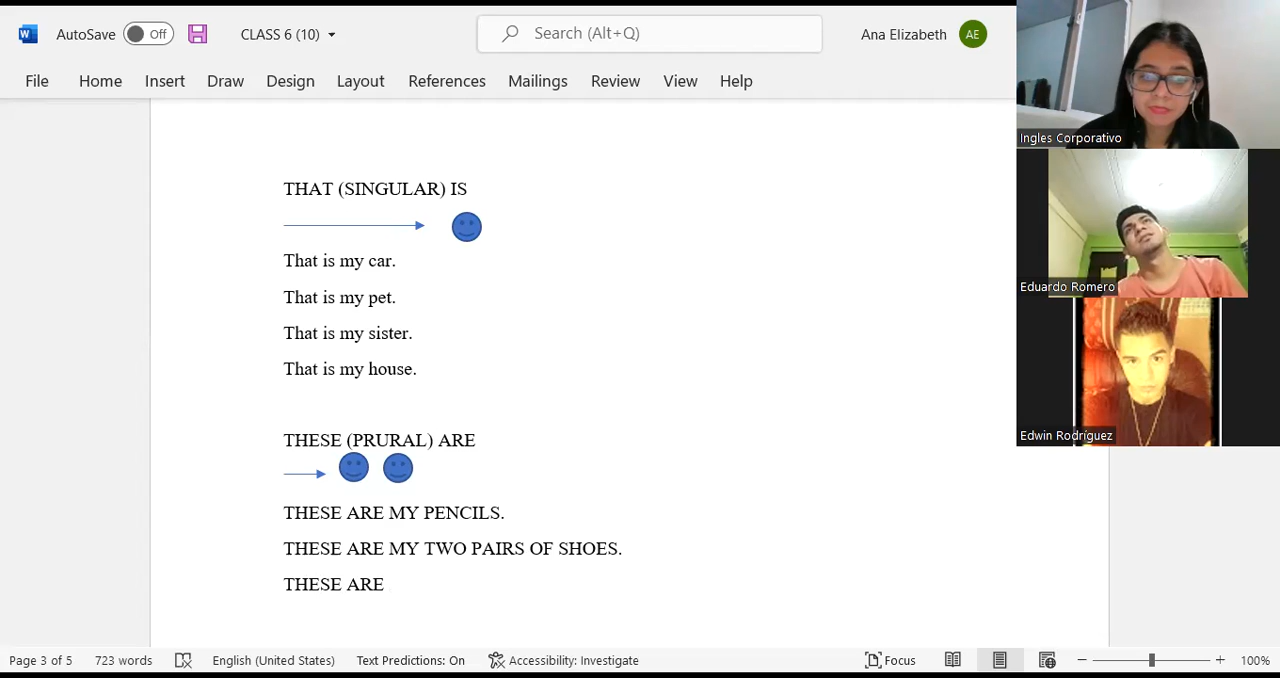 AutoSave Off CLASS 6 (10) Search (Alt+Q) Ana Elizabeth AE
File Home Insert Draw Design Layout References Mailings Review View Help
THAT (SINGULAR) IS
That is my car.
That is my pet.
That is my sister.
That is my house.
THESE (PRURAL) ARE
THESE ARE MY PENCILS.
THESE ARE MY TWO PAIRS OF SHOES.
THESE ARE
Ingles Corporativo
Eduardo Romero
Edwin Rodríguez
Page 3 of 5 723 words English (United States) Text Predictions: On Accessibility: Investigate Focus 100%